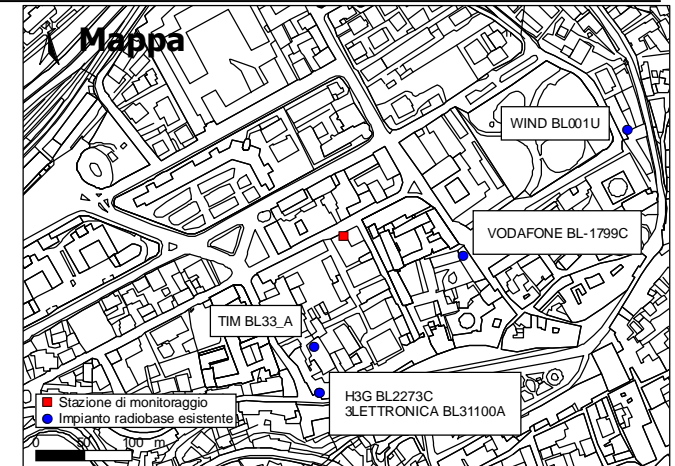 Mappa
WIND BL001U
VODAFONE BL-1799C
TIM BL33_A
H3G BL2273C
3LETTRONICA BL31100A
Stazione di monitoraggio
Impianto radiobase esistente
0 50 100 m